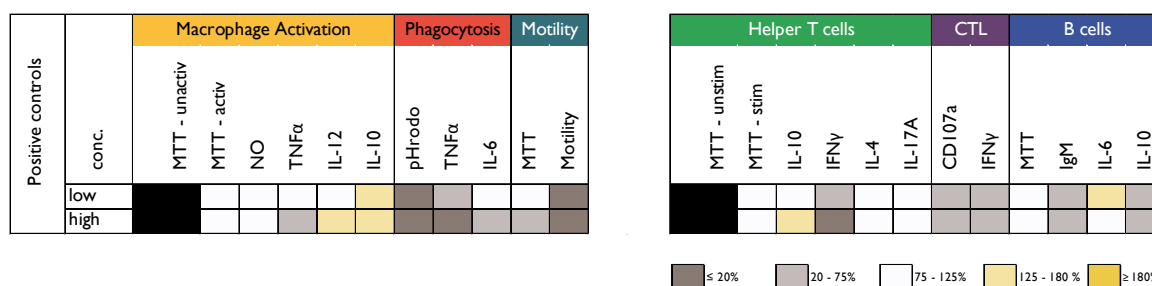 Macrophage Activation Phagocytosis Motility
Positive controls
conc.
MTT - unactiv
MTT - activ
NO
TNFα
IL-12
IL-10
pHrodo
TNFα
IL-6
MTT
Motility
low
high
Helper T cells CTL B cells
MTT - unstim
MTT - stim
IL-10
IFNγ
IL-4
IL-17A
CD107a
IFNγ
MTT
IgM
IL-6
IL-10
≤ 20% 20 - 75% 75 - 125% 125 - 180 % ≥ 180%